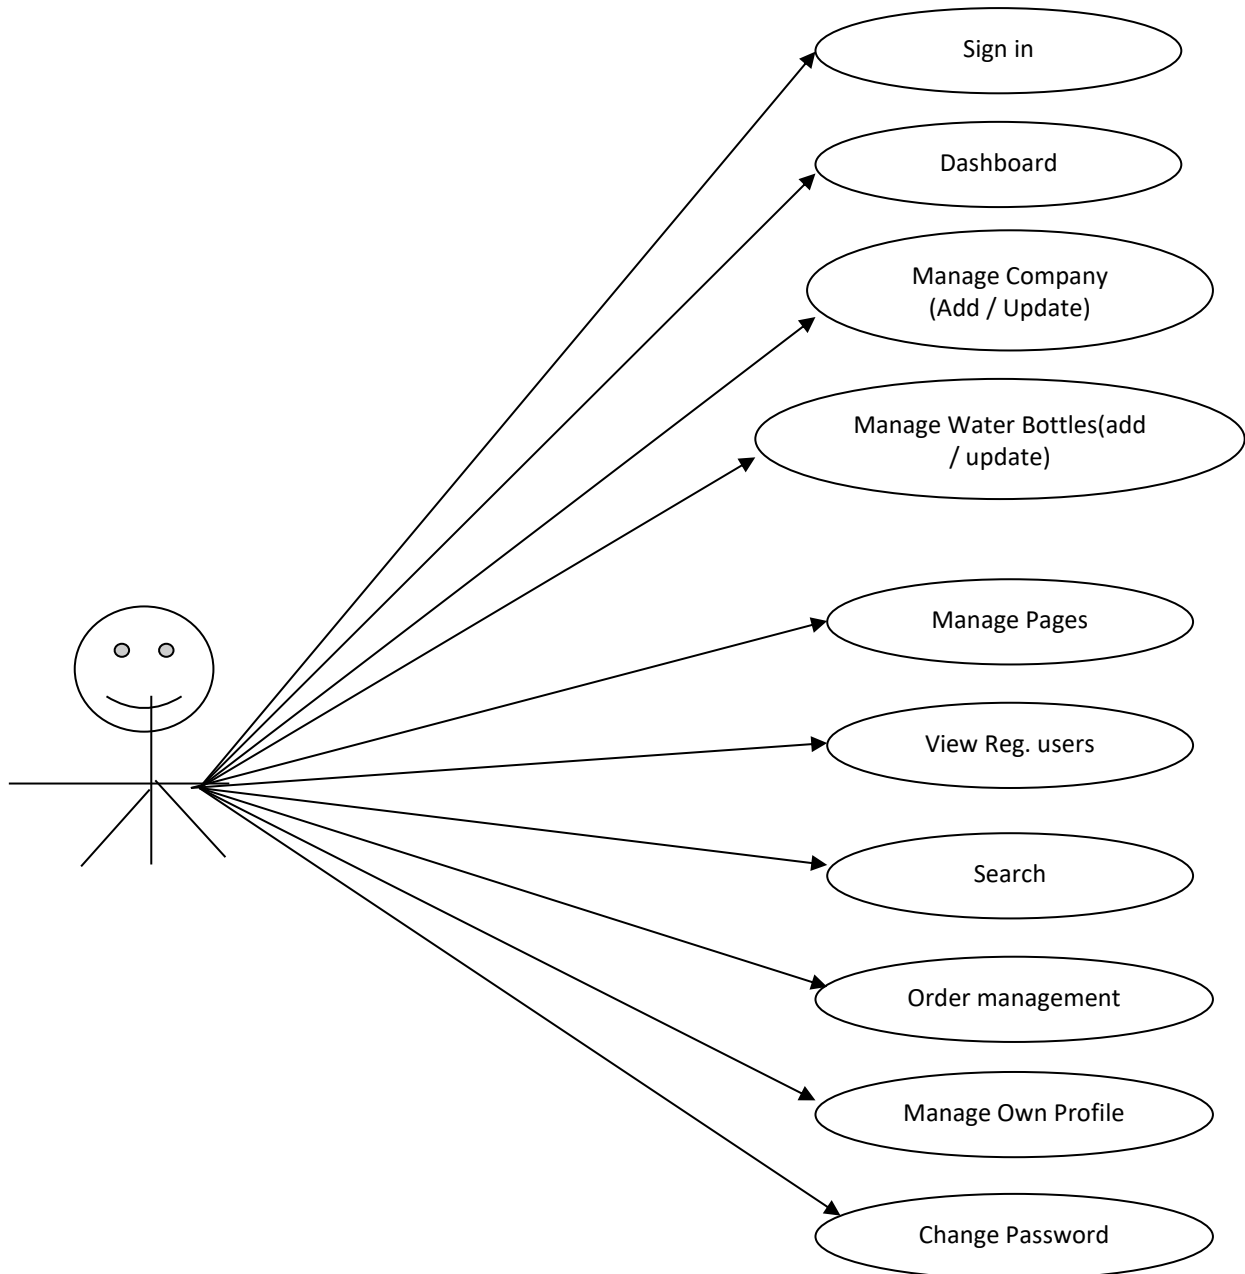 Sign in
Dashboard
Manage Company
(Add / Update)
Manage Water Bottles(add
/ update)
Manage Pages
View Reg. users
Search
Order management
Manage Own Profile
Change Password